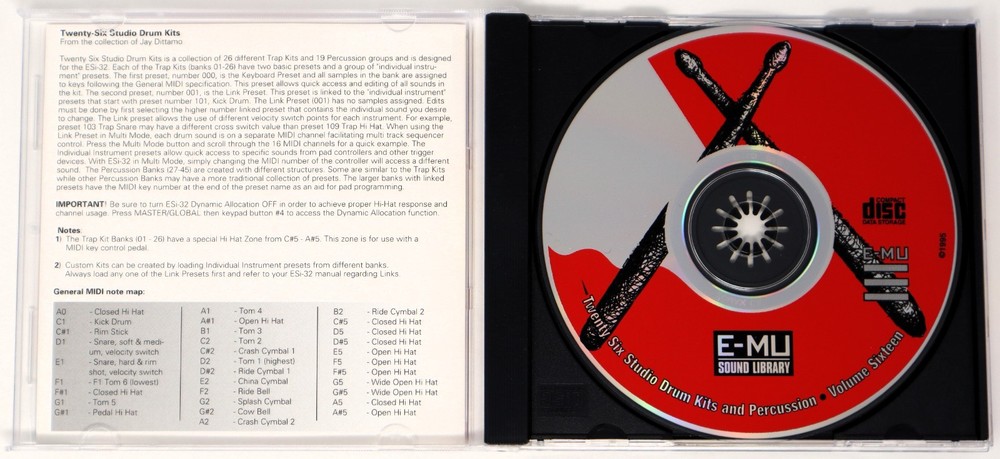 Twenty-Six Studio Drum Kits
From the collection of Jay Dittamo
Twenty Six Studio Drum Kits is a collection of 26 different Trap Kits and 19 Percussion groups and is designed
for the ESi-32. Each of the Trap Kits (banks 01-26) have two basic presets and a group of "individual instru-
ment" presets. The first preset, number 000, is the Keyboard Preset and all samples in the bank are assigned
to keys following the General MIDI specification. This preset allows quick access and editing of all sounds in
the kit. The second preset, number 001, is the Link Preset. This preset is linked to the "individual instrument"
presets that start with preset number 101, Kick Drum. The Link Preset (001) has no samples assigned. Edits
must be done by first selecting the higher number linked preset that contains the individual sound you desire
to change. The Link preset allows the use of different velocity switch points for each instrument. For example,
preset 103 Trap Snare may have a different cross switch value than preset 109 Trap Hi Hat. When using the
Link Preset in Multi Mode, each drum sound is on a separate MIDI channel facilitating multi track sequencer
control. Press the Multi Mode button and scroll through the 16 MIDI channels for a quick example. The
Individual Instrument presets allow quick access to specific sounds from pad controllers and other trigger
devices. With ESi-32 in Multi Mode, simply changing the MIDI number of the controller will access a different
sound. The Percussion Banks (27-45) are created with different structures. Some are similar to the Trap Kits
while other Percussion Banks may have a more traditional collection of presets. The larger banks with linked
presets have the MIDI key number at the end of the preset name as an aid for pad programming.
IMPORTANT! Be sure to turn ESi-32 Dynamic Allocation OFF in order to achieve proper Hi-Hat response and
channel usage. Press MASTER/GLOBAL then keypad button #4 to access the Dynamic Allocation function.
Notes:
1) The Trap Kit Banks (01 - 26) have a special Hi Hat Zone from C#5 - A#5. This zone is for use with a
MIDI key control pedal.
2) Custom Kits can be created by loading Individual Instrument presets from different banks.
Always load any one of the Link Presets first and refer to your ESi-32 manual regarding Links.
General MIDI note map:
A0 - Closed Hi Hat
C1 - Kick Drum
C#1 - Rim Stick
D1 - Snare, soft & medi-
um, velocity switch
E1 - Snare, hard & rim
shot, velocity switch
F1 - F1 Tom 6 (lowest)
F#1 - Closed Hi Hat
G1 - Tom 5
G#1 - Pedal Hi Hat
A1 - Tom 4
A#1 - Open Hi Hat
B1 - Tom 3
C2 - Tom 2
C#2 - Crash Cymbal 1
D2 - Tom 1 (highest)
D#2 - Ride Cymbal 1
E2 - China Cymbal
F2 - Ride Bell
G2 - Splash Cymbal
G#2 - Cow Bell
A2 - Crash Cymbal 2
B2 - Ride Cymbal 2
C#5 - Closed Hi Hat
D5 - Closed Hi Hat
D#5 - Closed Hi Hat
E5 - Open Hi Hat
F5 - Open Hi Hat
F#5 - Open Hi Hat
G5 - Wide Open Hi Hat
G#5 - Wide Open Hi Hat
A5 - Closed Hi Hat
A#5 - Open Hi Hat
COMPACT
disc
DATA STORAGE
E-MU
©1995
E-MU
SOUND LIBRARY
Twenty Six Studio Drum Kits and Percussion • Volume Sixteen